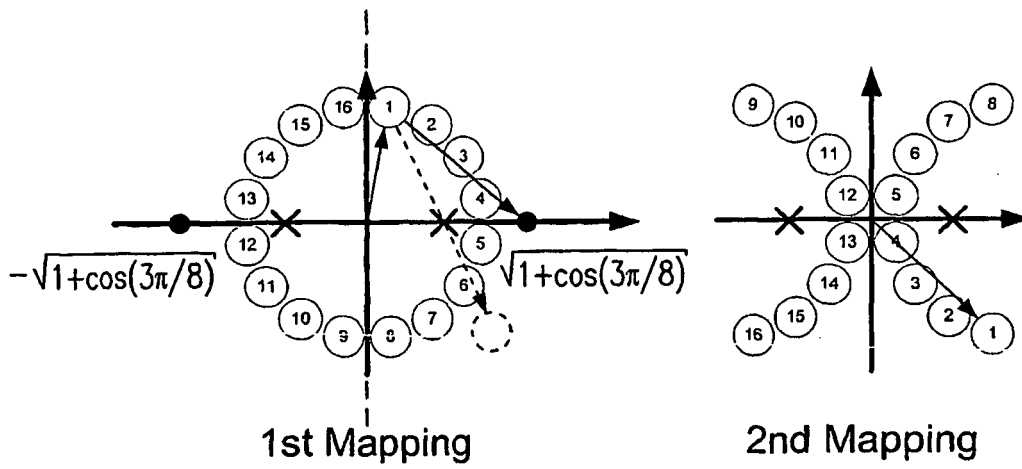 16 1 2 3 4 5 6 7 8 9 10 11 12 13 14 15
-√1+cos(3π/8) √1+cos(3π/8)
1st Mapping
9 10 11 12 5 6 7 8
13 14 15 16 4 3 2 1
2nd Mapping